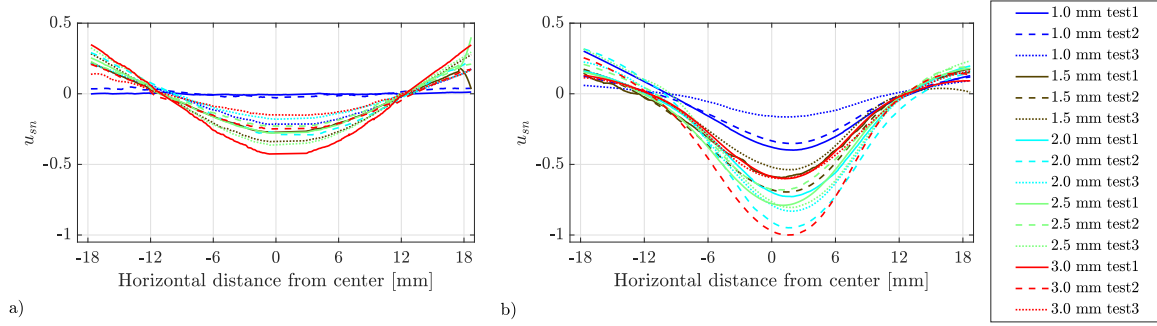 0.5
0
-0.5
-1
u_sn
-18 -12 -6 0 6 12 18
Horizontal distance from center [mm]
a)
0.5
0
-0.5
-1
u_sn
-18 -12 -6 0 6 12 18
Horizontal distance from center [mm]
b)
1.0 mm test1
1.0 mm test2
1.0 mm test3
1.5 mm test1
1.5 mm test2
1.5 mm test3
2.0 mm test1
2.0 mm test2
2.0 mm test3
2.5 mm test1
2.5 mm test2
2.5 mm test3
3.0 mm test1
3.0 mm test2
3.0 mm test3